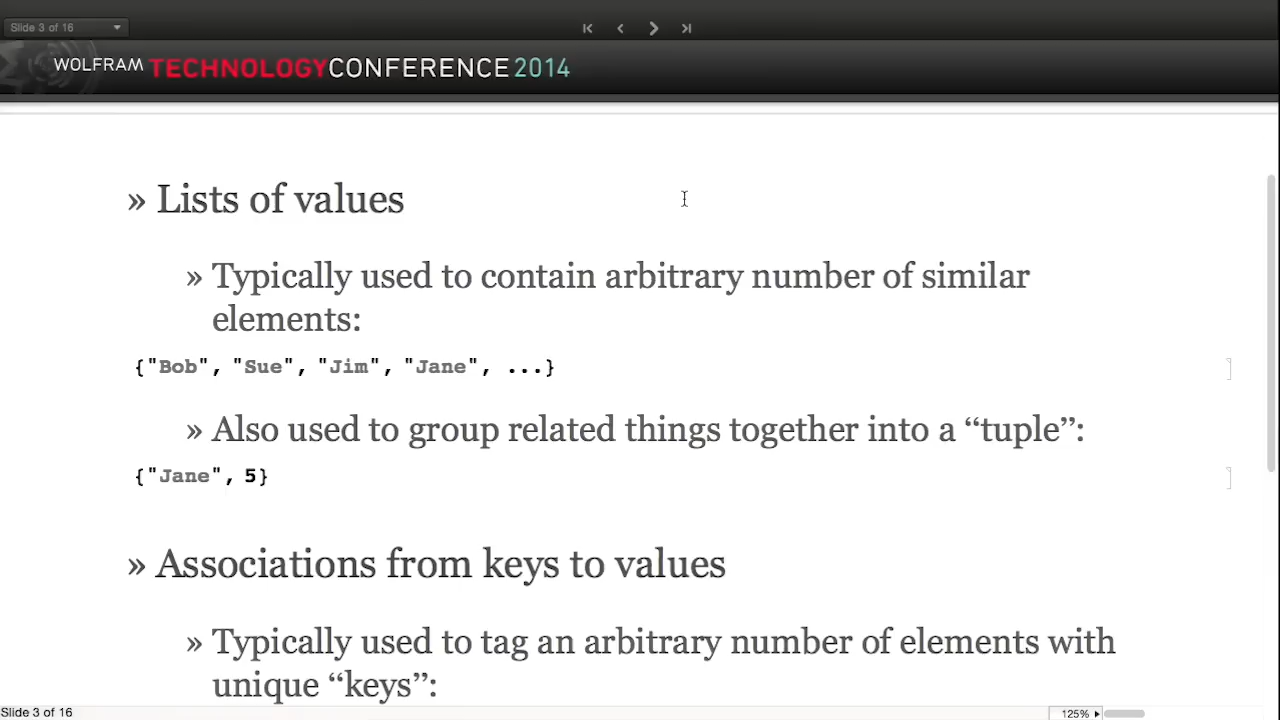 Slide 3 of 16
WOLFRAM TECHNOLOGYCONFERENCE 2014
» Lists of values
» Typically used to contain arbitrary number of similar
elements:
{"Bob", "Sue", "Jim", "Jane", ...}
» Also used to group related things together into a “tuple”:
{"Jane", 5}
» Associations from keys to values
» Typically used to tag an arbitrary number of elements with
unique “keys”:
Slide 3 of 16
125%